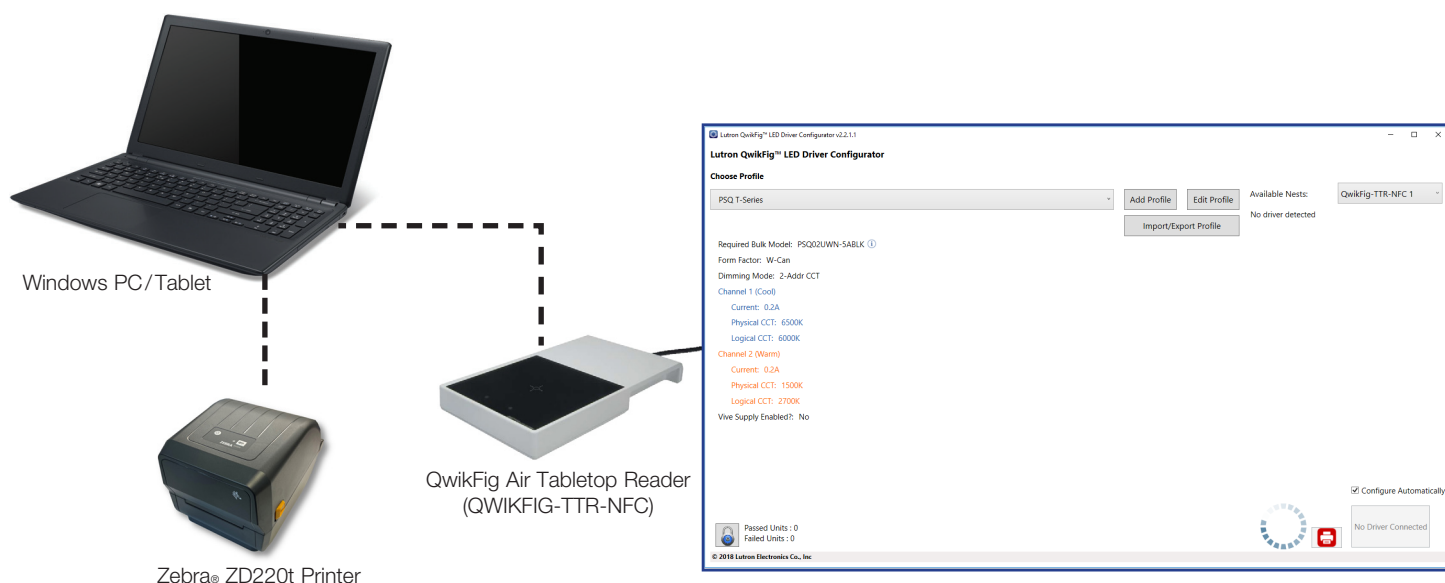 Windows PC/Tablet
Zebra® ZD220t Printer
QwikFig Air Tabletop Reader
(QWIKFIG-TTR-NFC)
Lutron QwikFig™ LED Driver Configurator v2.2.1.1
Lutron QwikFig™ LED Driver Configurator
Choose Profile
PSQ T-Series
Add Profile
Edit Profile
Available Nests:
QwikFig-TTR-NFC 1
No driver detected
Import/Export Profile
Required Bulk Model: PSQ02UWN-5ABLK
Form Factor: W-Can
Dimming Mode: 2-Addr CCT
Channel 1 (Cool)
Current: 0.2A
Physical CCT: 6500K
Logical CCT: 6000K
Channel 2 (Warm)
Current: 0.2A
Physical CCT: 1500K
Logical CCT: 2700K
Vive Supply Enabled?: No
Configure Automatically
Passed Units : 0
Failed Units : 0
No Driver Connected
© 2018 Lutron Electronics Co., Inc